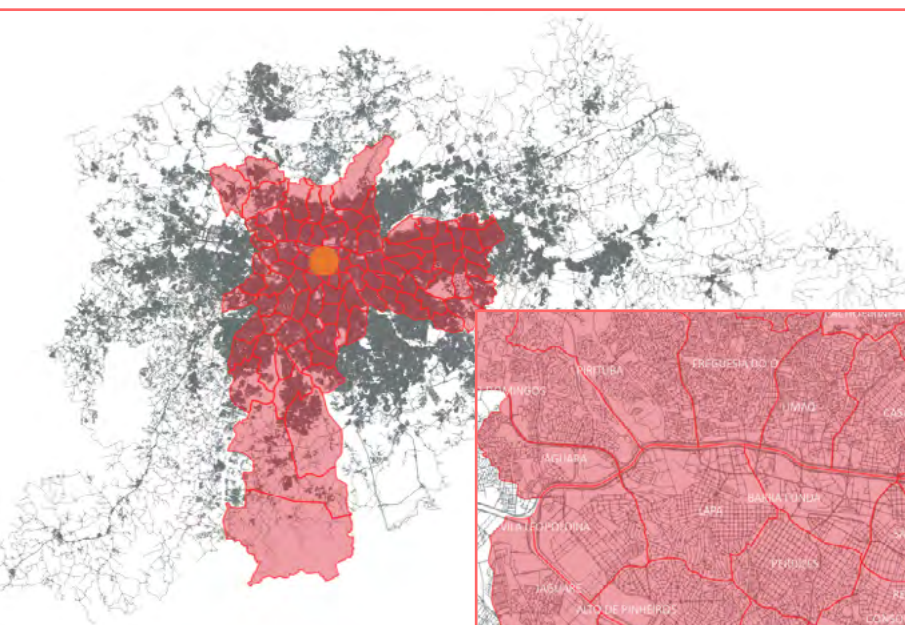 PIRITUBA
FREGUESIA DO Ó
LIMÃO
JAGUARA
BARRA FUNDA
LAPA
VILA LEOPOLDINA
PERDIZES
JAGUARÉ
ALTO DE PINHEIROS